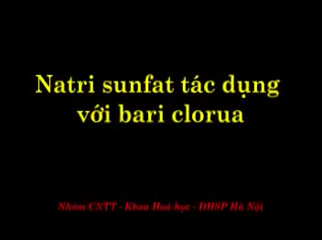 Natri sunfat tác dụng
với bari clorua
Nhóm CNTT - Khoa Hoá học - ĐHSP Hà Nội